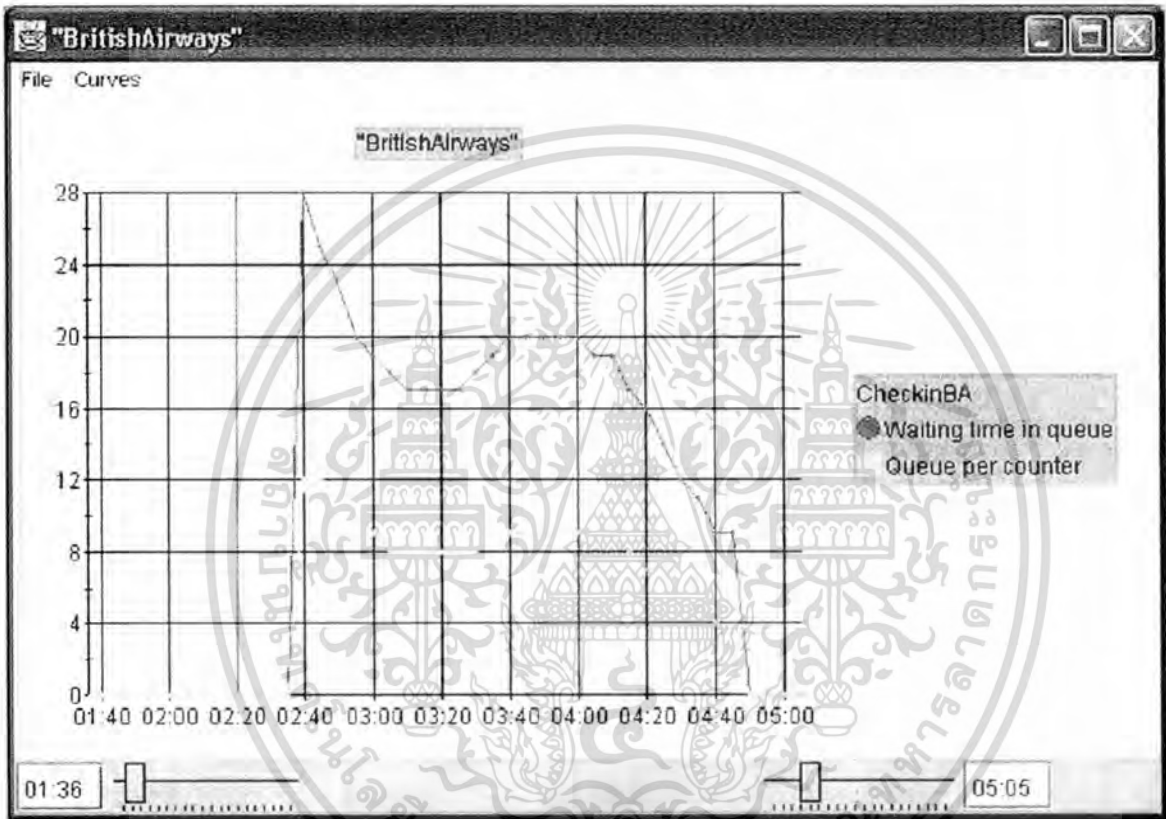 "BritishAirways"
File Curves
"BritishAirways"
28
24
20
16
12
8
4
0
01:40 02:00 02:20 02:40 03:00 03:20 03:40 04:00 04:20 04:40 05:00
CheckinBA
Waiting time in queue
Queue per counter
01:36
05:05